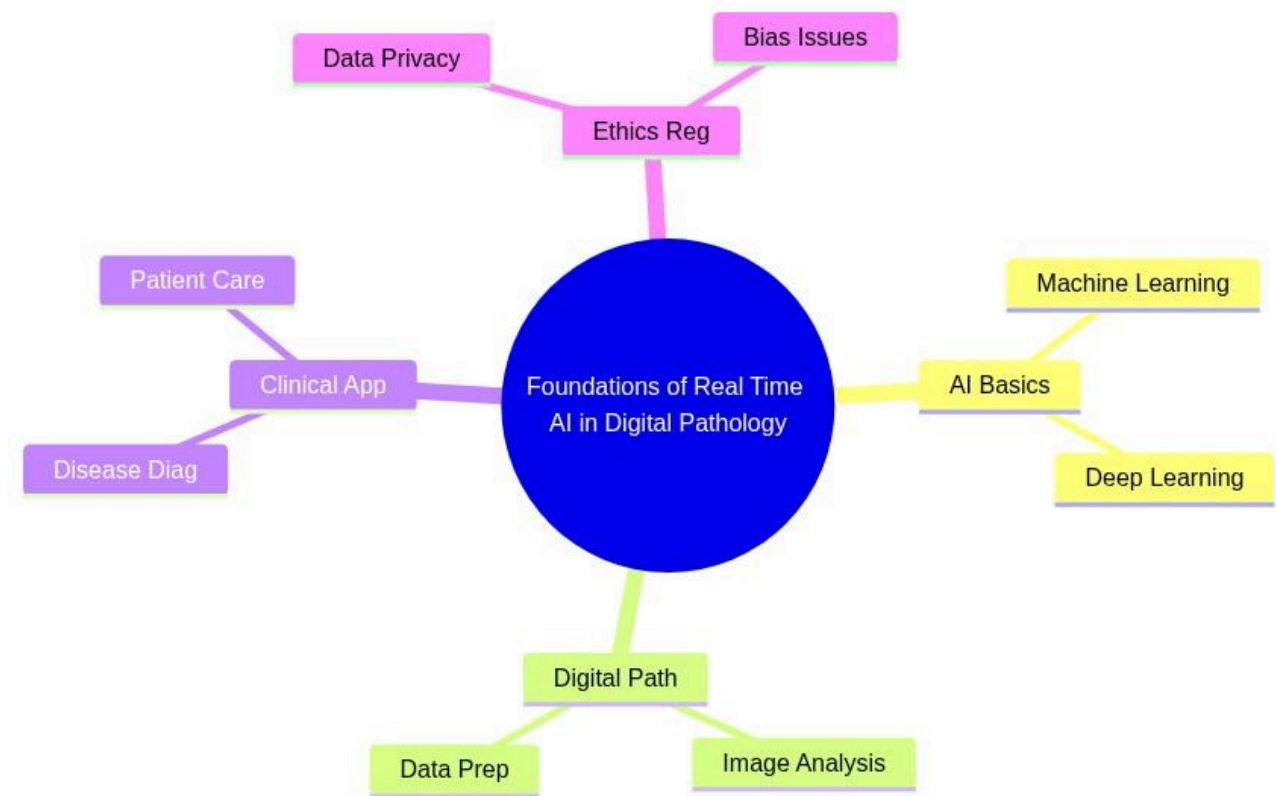 Bias Issues
Data Privacy
Ethics Reg
Patient Care
Machine Learning
Clinical App
Foundations of Real Time
AI in Digital Pathology
AI Basics
Disease Diag
Deep Learning
Digital Path
Data Prep
Image Analysis